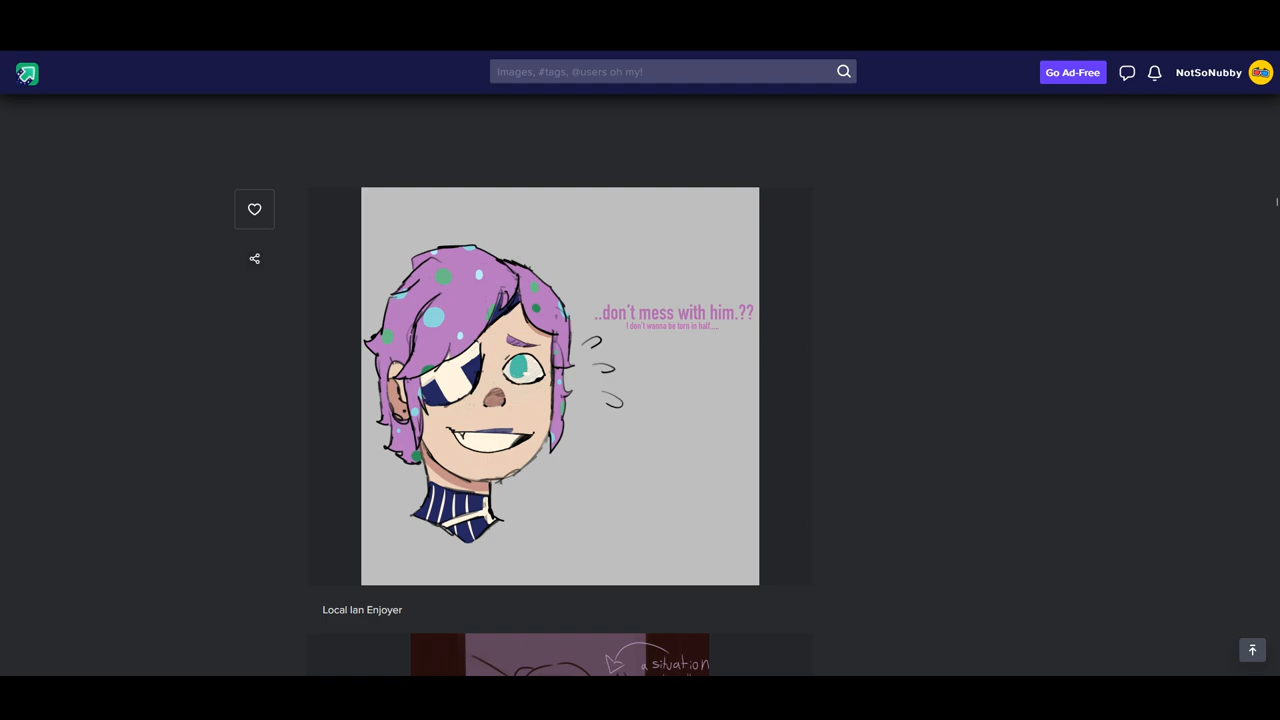 Images, #tags, @users oh my!
Go Ad-Free
NotSoNubby
..don't mess with him.??
I don't wanna be torn in half.....
Local Ian Enjoyer
a situation